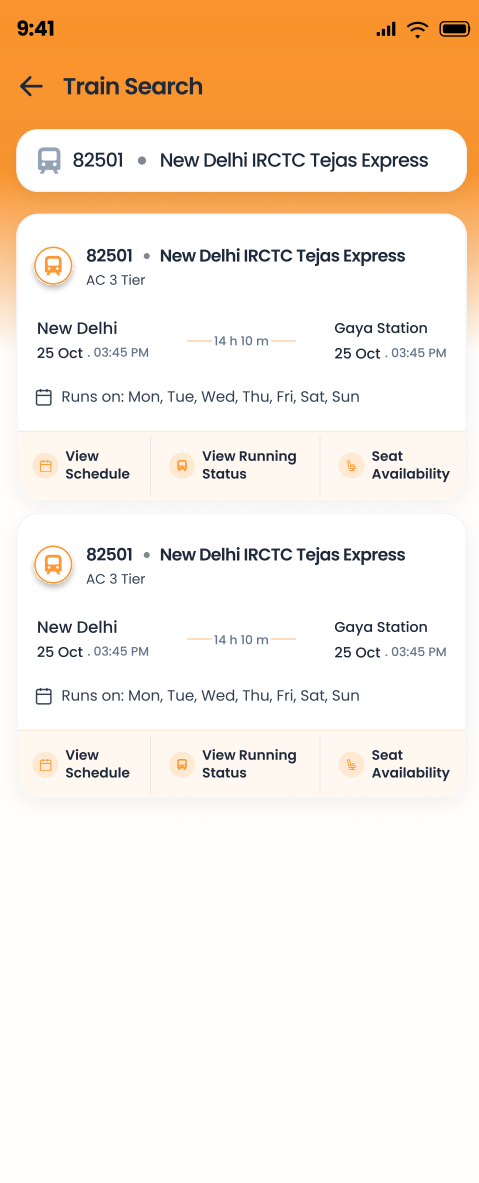 9:41
Train Search
82501 • New Delhi IRCTC Tejas Express
82501 • New Delhi IRCTC Tejas Express
AC 3 Tier
New Delhi
Gaya Station
25 Oct . 03:45 PM
14 h 10 m
25 Oct . 03:45 PM
Runs on: Mon, Tue, Wed, Thu, Fri, Sat, Sun
View
Schedule
View Running
Status
Seat
Availability
82501 • New Delhi IRCTC Tejas Express
AC 3 Tier
New Delhi
Gaya Station
25 Oct . 03:45 PM
14 h 10 m
25 Oct . 03:45 PM
Runs on: Mon, Tue, Wed, Thu, Fri, Sat, Sun
View
Schedule
View Running
Status
Seat
Availability